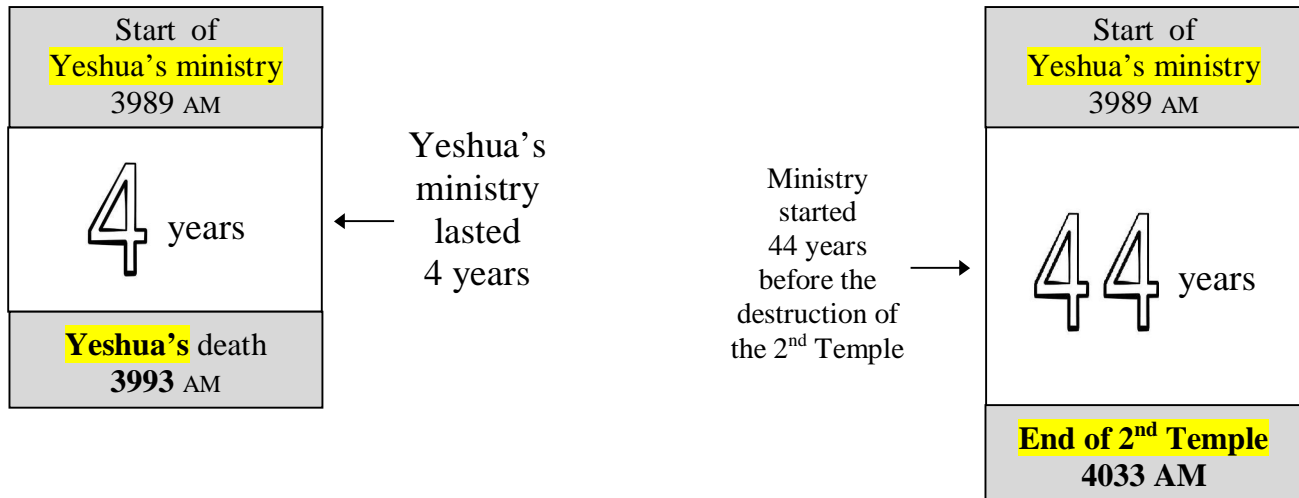 Start of
Yeshua’s ministry
3989 AM
4 years
Yeshua’s death
3993 AM
Yeshua’s
ministry
lasted
4 years
Ministry
started
44 years
before the
destruction of
the 2nd Temple
Start of
Yeshua’s ministry
3989 AM
44 years
End of 2nd Temple
4033 AM